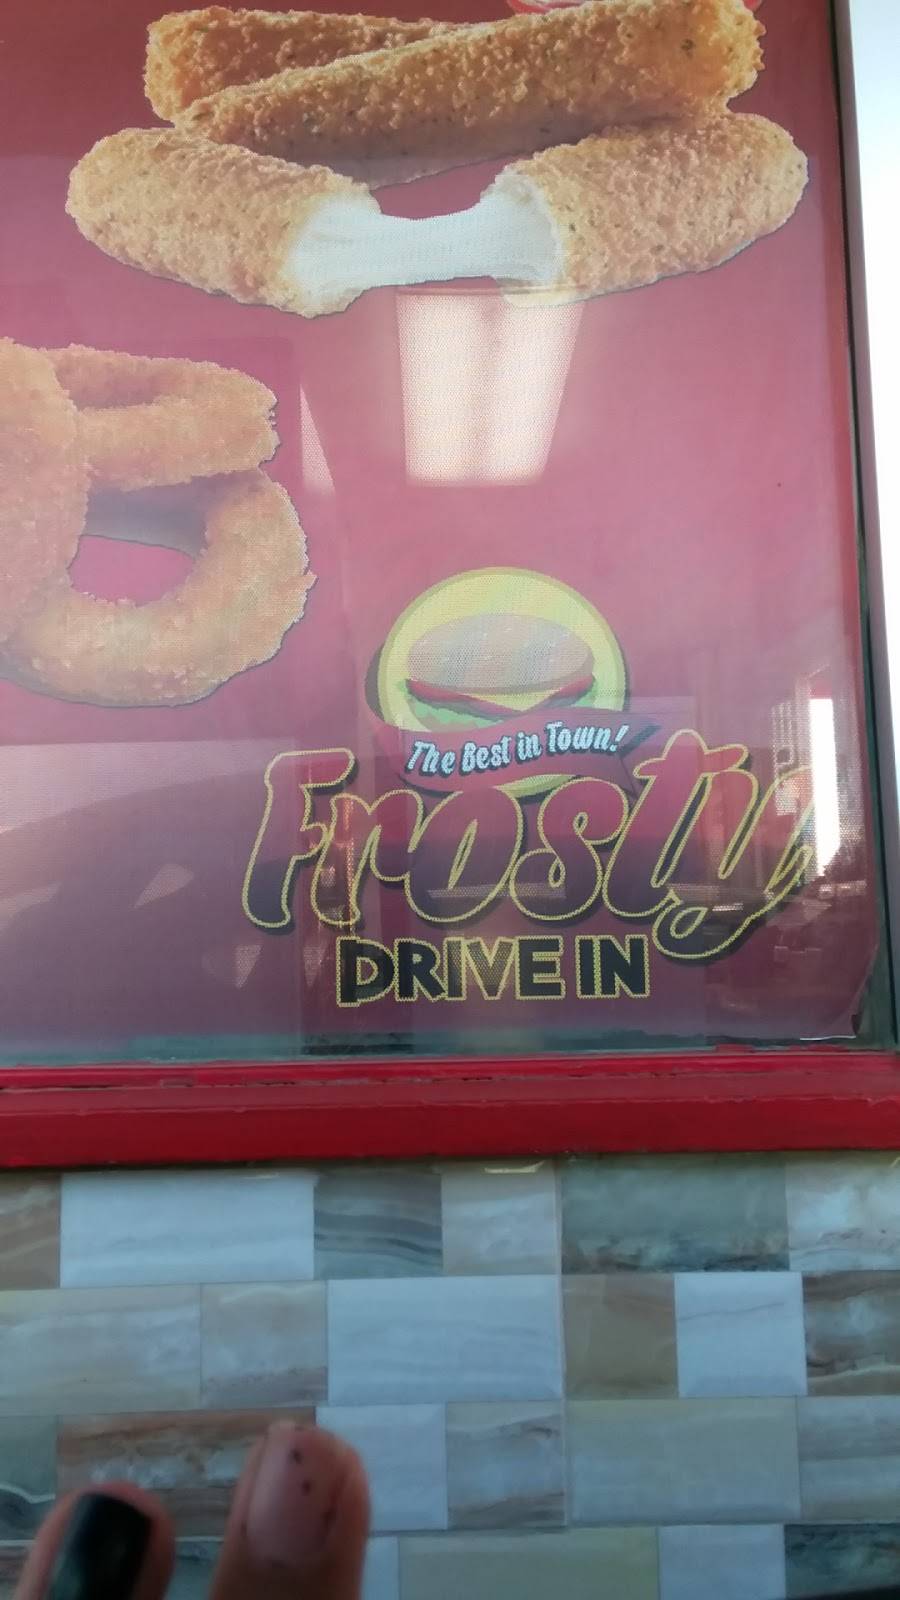 The Best in Town!
Frosty
DRIVE IN